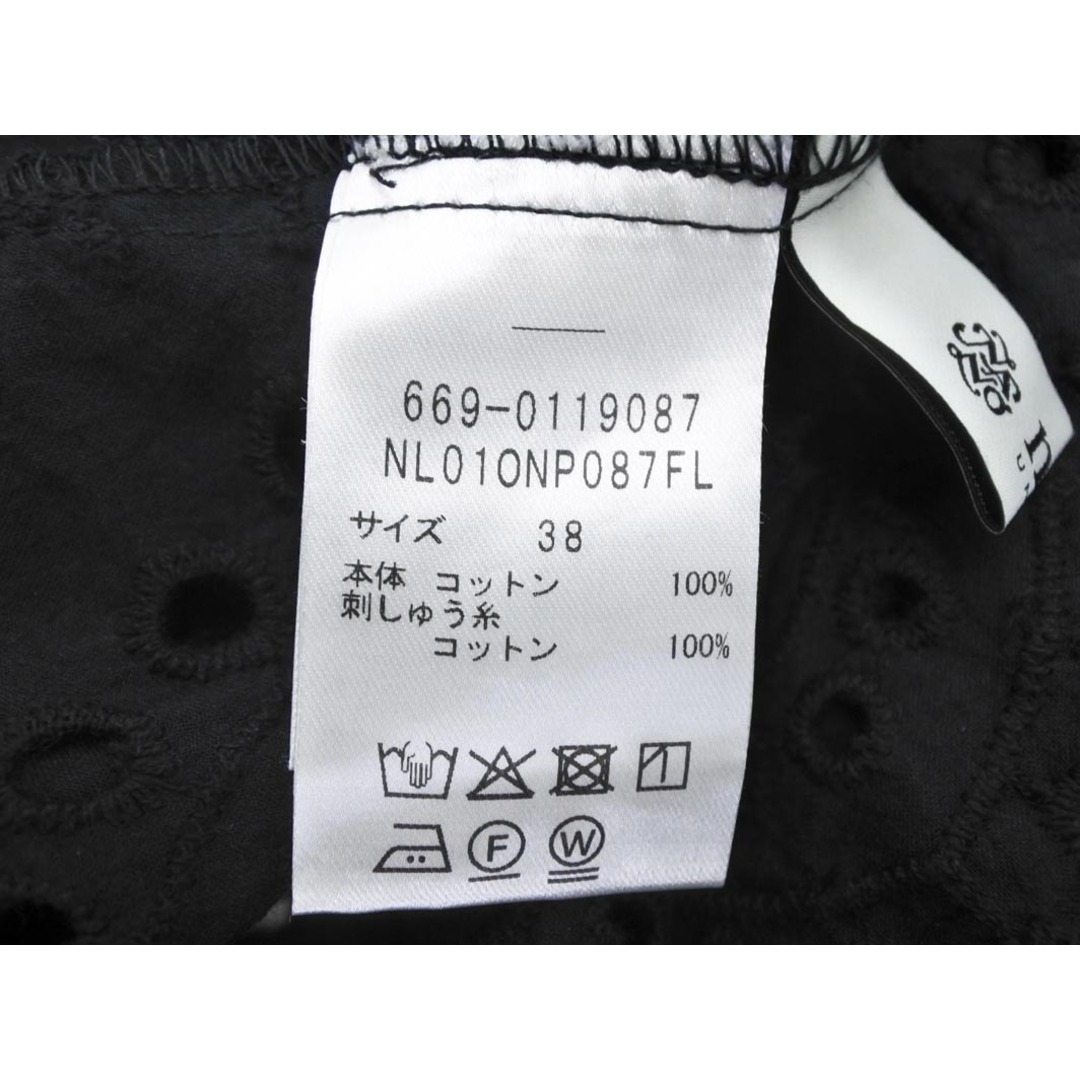 669-0119087
NL010NP087FL
サイズ 38
本体 コットン 100%
刺しゅう糸
コットン 100%
F W